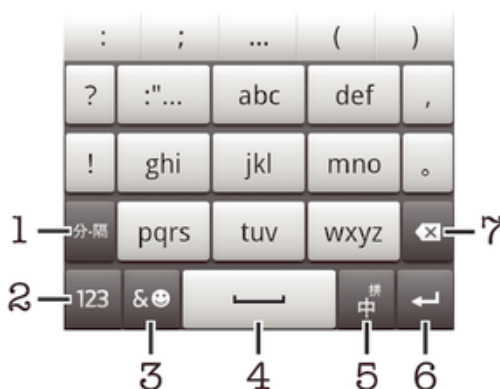 : ; ... ( )
? :"... abc def ,
! ghi jkl mno 。
1 分·隔 pqrs tuv wxyz 7
2 123 &☻ 中拼
3 4 5 6